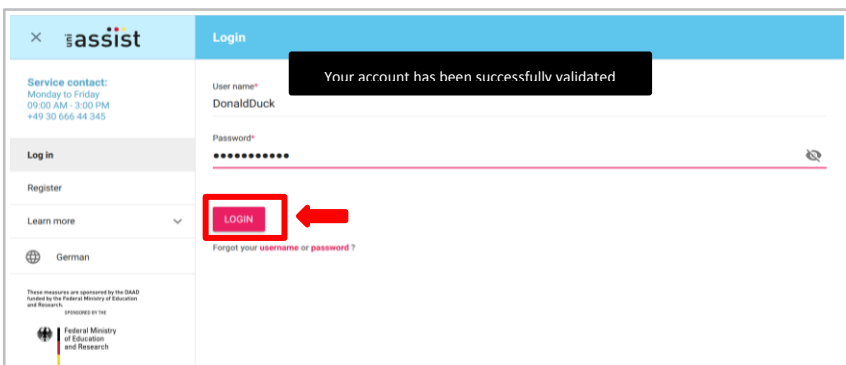 uni assist
Login
Your account has been successfully validated
Service contact:
Monday to Friday
09:00 AM - 3:00 PM
+49 30 666 44 345
User name*
DonaldDuck
Password*
•••••••••••
Log in
Register
Learn more
German
LOGIN
Forgot your username or password ?
These measures are sponsored by the DAAD
funded by the Federal Ministry of Education
and Research.
SPONSORED BY THE
Federal Ministry
of Education
and Research